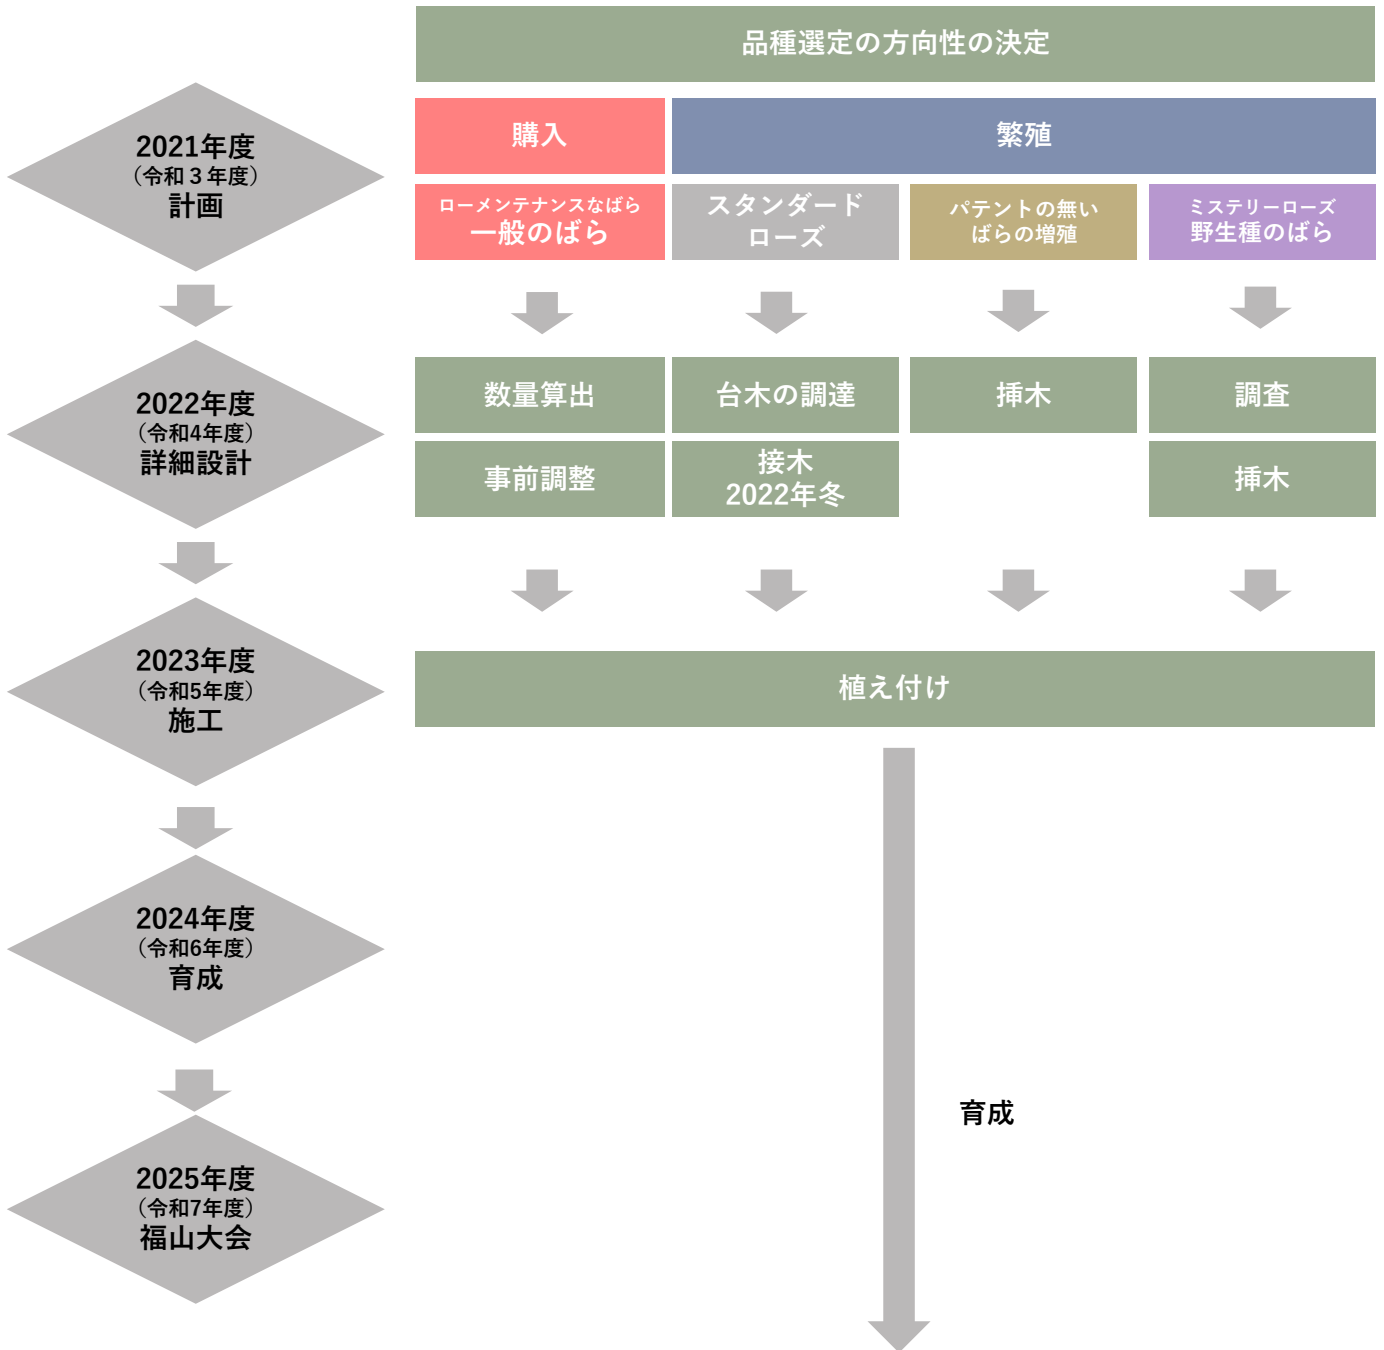 品種選定の方向性の決定
2021年度
（令和３年度）
計画
購入
繁殖
ローメンテナンスなばら
一般のばら
スタンダード
ローズ
パテントの無い
ばらの増殖
ミステリーローズ
野生種のばら
2022年度
（令和4年度）
詳細設計
数量算出
台木の調達
挿木
調査
事前調整
接木
2022年冬
挿木
2023年度
（令和5年度）
施工
植え付け
2024年度
（令和6年度）
育成
育成
2025年度
（令和7年度）
福山大会